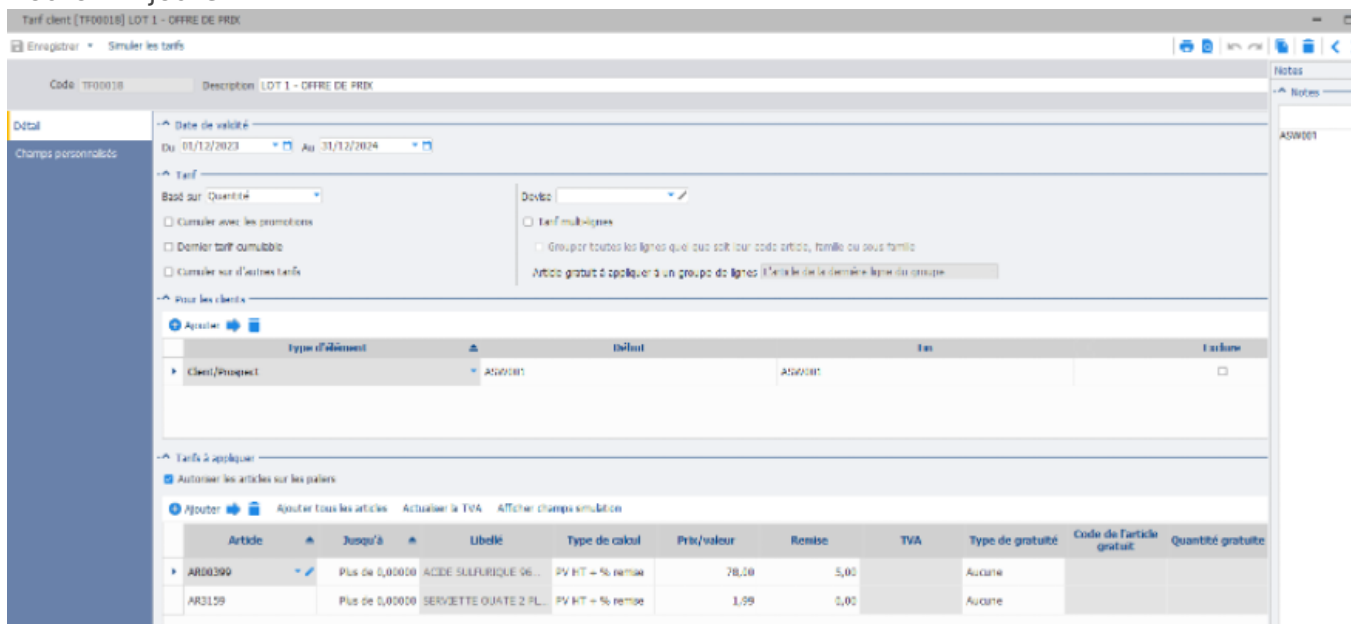 Tarif client [TF00018] LOT 1 - OFFRE DE PRIX
Enregistrer Simuler les tarifs
Code TF00018 Description LOT 1 - OFFRE DE PRIX
Notes
Notes
ASW001
Détail
Champs personnalisés
Date de validité
Du 01/12/2023 Au 31/12/2024
Tarif
Basé sur Quantité Devise
Cumuler avec les promotions Tarif multi-lignes
Dernier tarif cumulable Grouper toutes les lignes quel que soit leur code article, famille ou sous famille
Cumuler sur d'autres tarifs Article gratuit à appliquer à un groupe de lignes L'article de la dernière ligne du groupe
Pour les clients
Ajouter
Type d'élément Début Fin Exclure
Client/Prospect ASW001 ASW001
Tarifs à appliquer
Autoriser les articles sur les paliers
Ajouter Ajouter tous les articles Actualiser la TVA Afficher champs simulation
Article Jusqu'à Libellé Type de calcul Prix/valeur Remise TVA Type de gratuité Code de l'article gratuit Quantité gratuite
AR00399 Plus de 0,00000 ACIDE SULFURIQUE 96... PV HT + % remise 78,00 5,00 Aucune
AR3159 Plus de 0,00000 SERVIETTE OUATE 2 PL... PV HT + % remise 1,99 0,00 Aucune